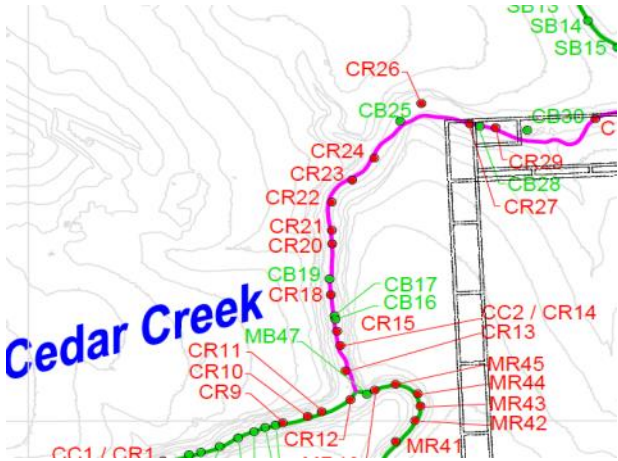 SB13
SB14
SB15
CR26
CB25
CB30
CR24
CR29
CR23
CB28
CR22
CR27
CR21
CR20
CB19
CB17
CR18
CB16
CC2 / CR14
CR15
CR13
Cedar Creek
MB47
CR11
MR45
CR10
MR44
CR9
MR43
CR12
MR42
MR41
CC1 / CR1